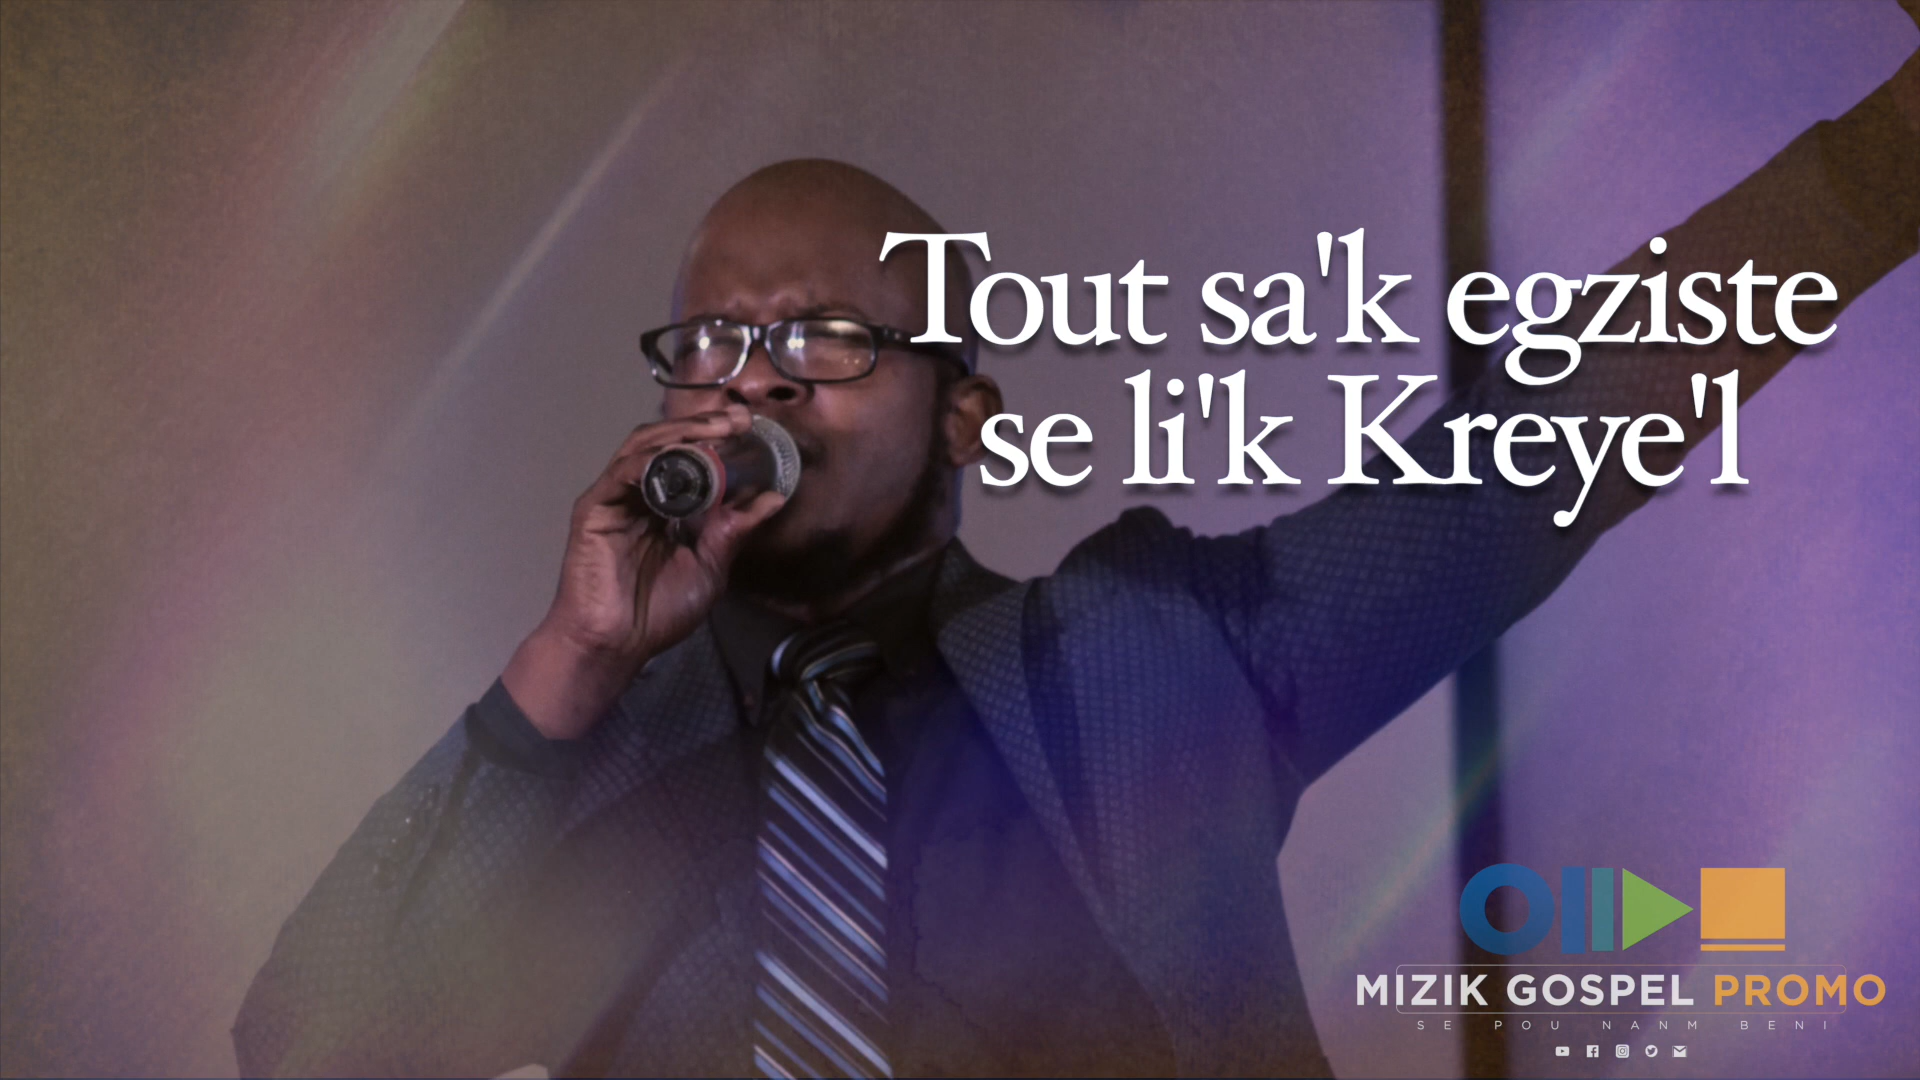 Tout sa'k egziste
se li'k Kreye'l
MIZIK GOSPEL PROMO
SE POU NANM BENI